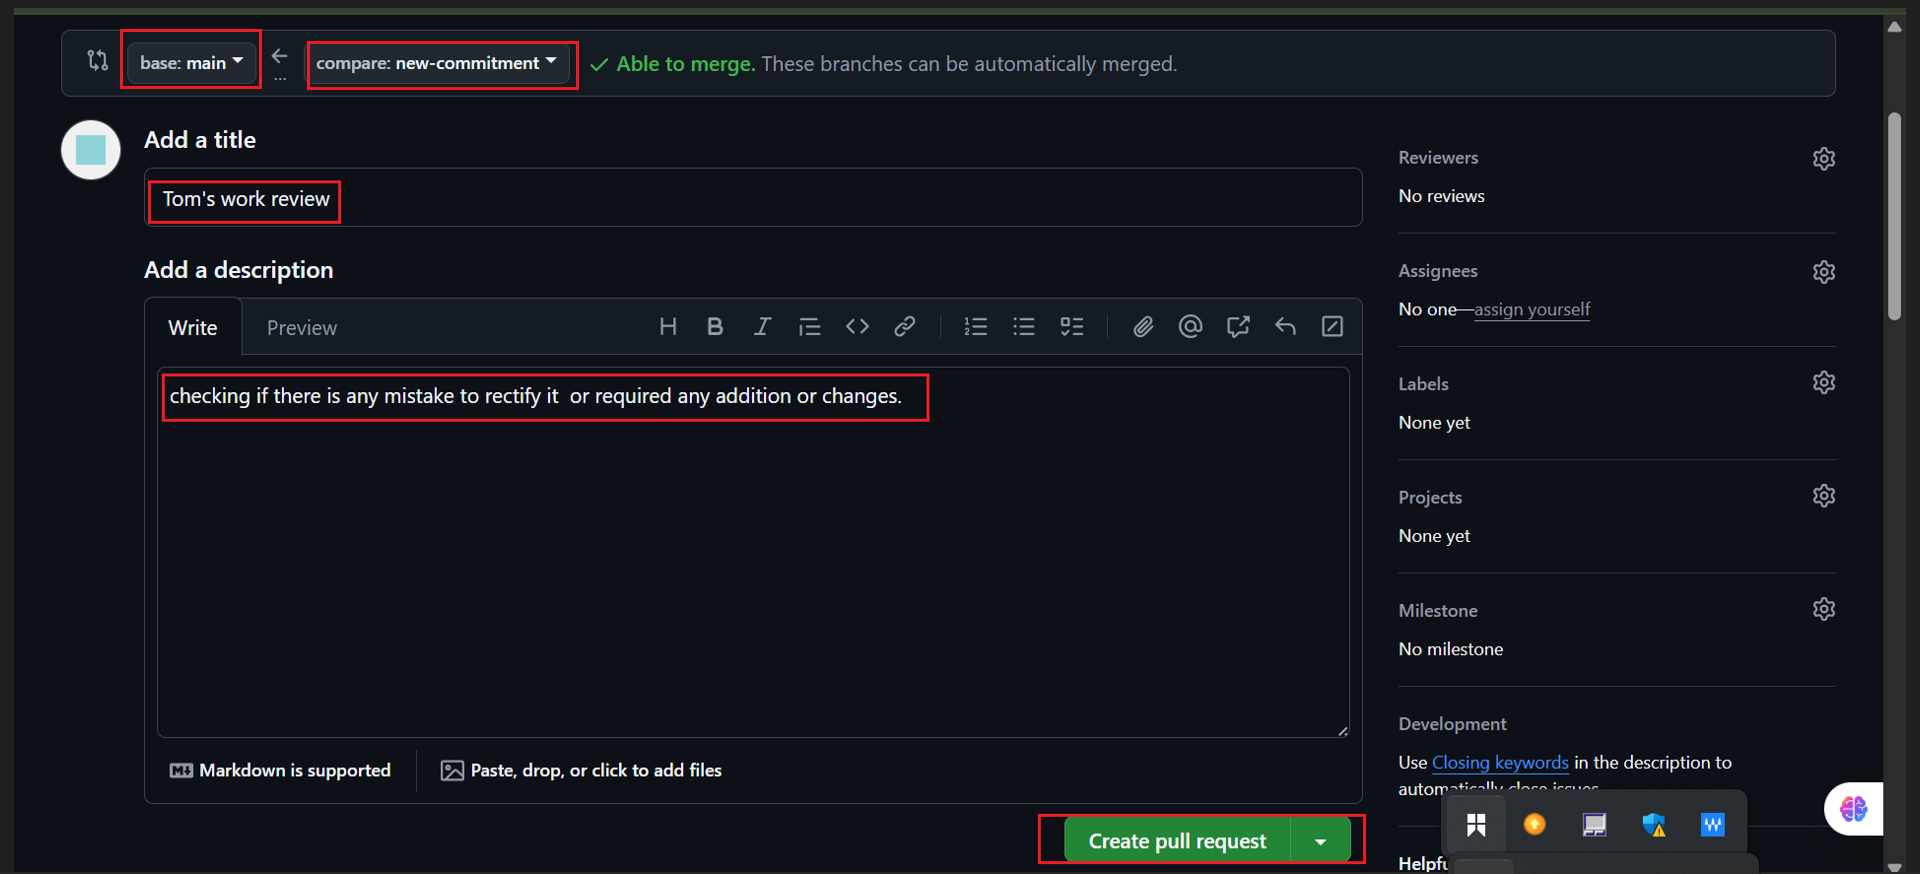 base: main
compare: new-commitment
Able to merge. These branches can be automatically merged.
Add a title
Tom's work review
Add a description
Write
Preview
checking if there is any mistake to rectify it  or required any addition or changes.
Markdown is supported
Paste, drop, or click to add files
Create pull request
Reviewers
No reviews
Assignees
No one—assign yourself
Labels
None yet
Projects
None yet
Milestone
No milestone
Development
Use Closing keywords in the description to
automatically close issues